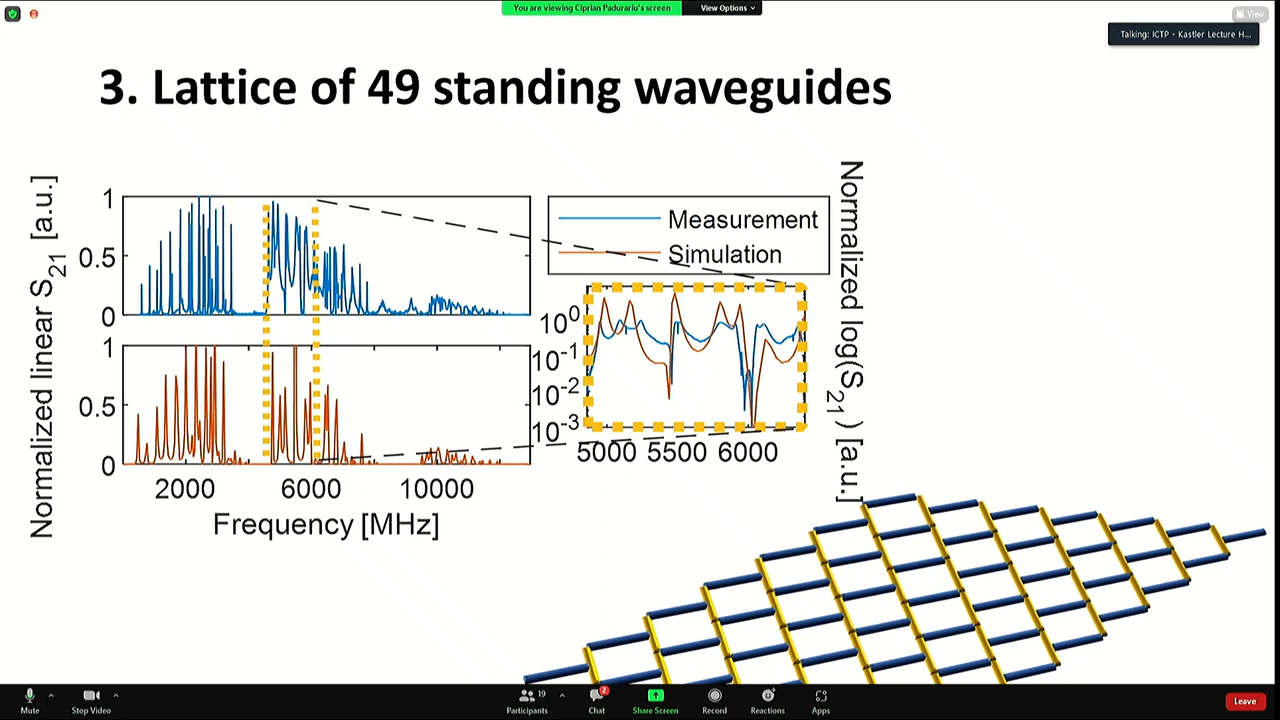 You are viewing Ciprian Padurariu's screen
View Options
View
Talking: ICTP - Kastler Lecture H...
3. Lattice of 49 standing waveguides
Normalized linear S21 [a.u.]
1
0.5
0
1
0.5
0
2000 6000 10000
Frequency [MHz]
Measurement
Simulation
10^0
10^-1
10^-2
10^-3
5000 5500 6000
Normalized log(S21) [a.u.]
Mute
Stop Video
Participants
19
Chat
2
Share Screen
Record
Reactions
Apps
Leave